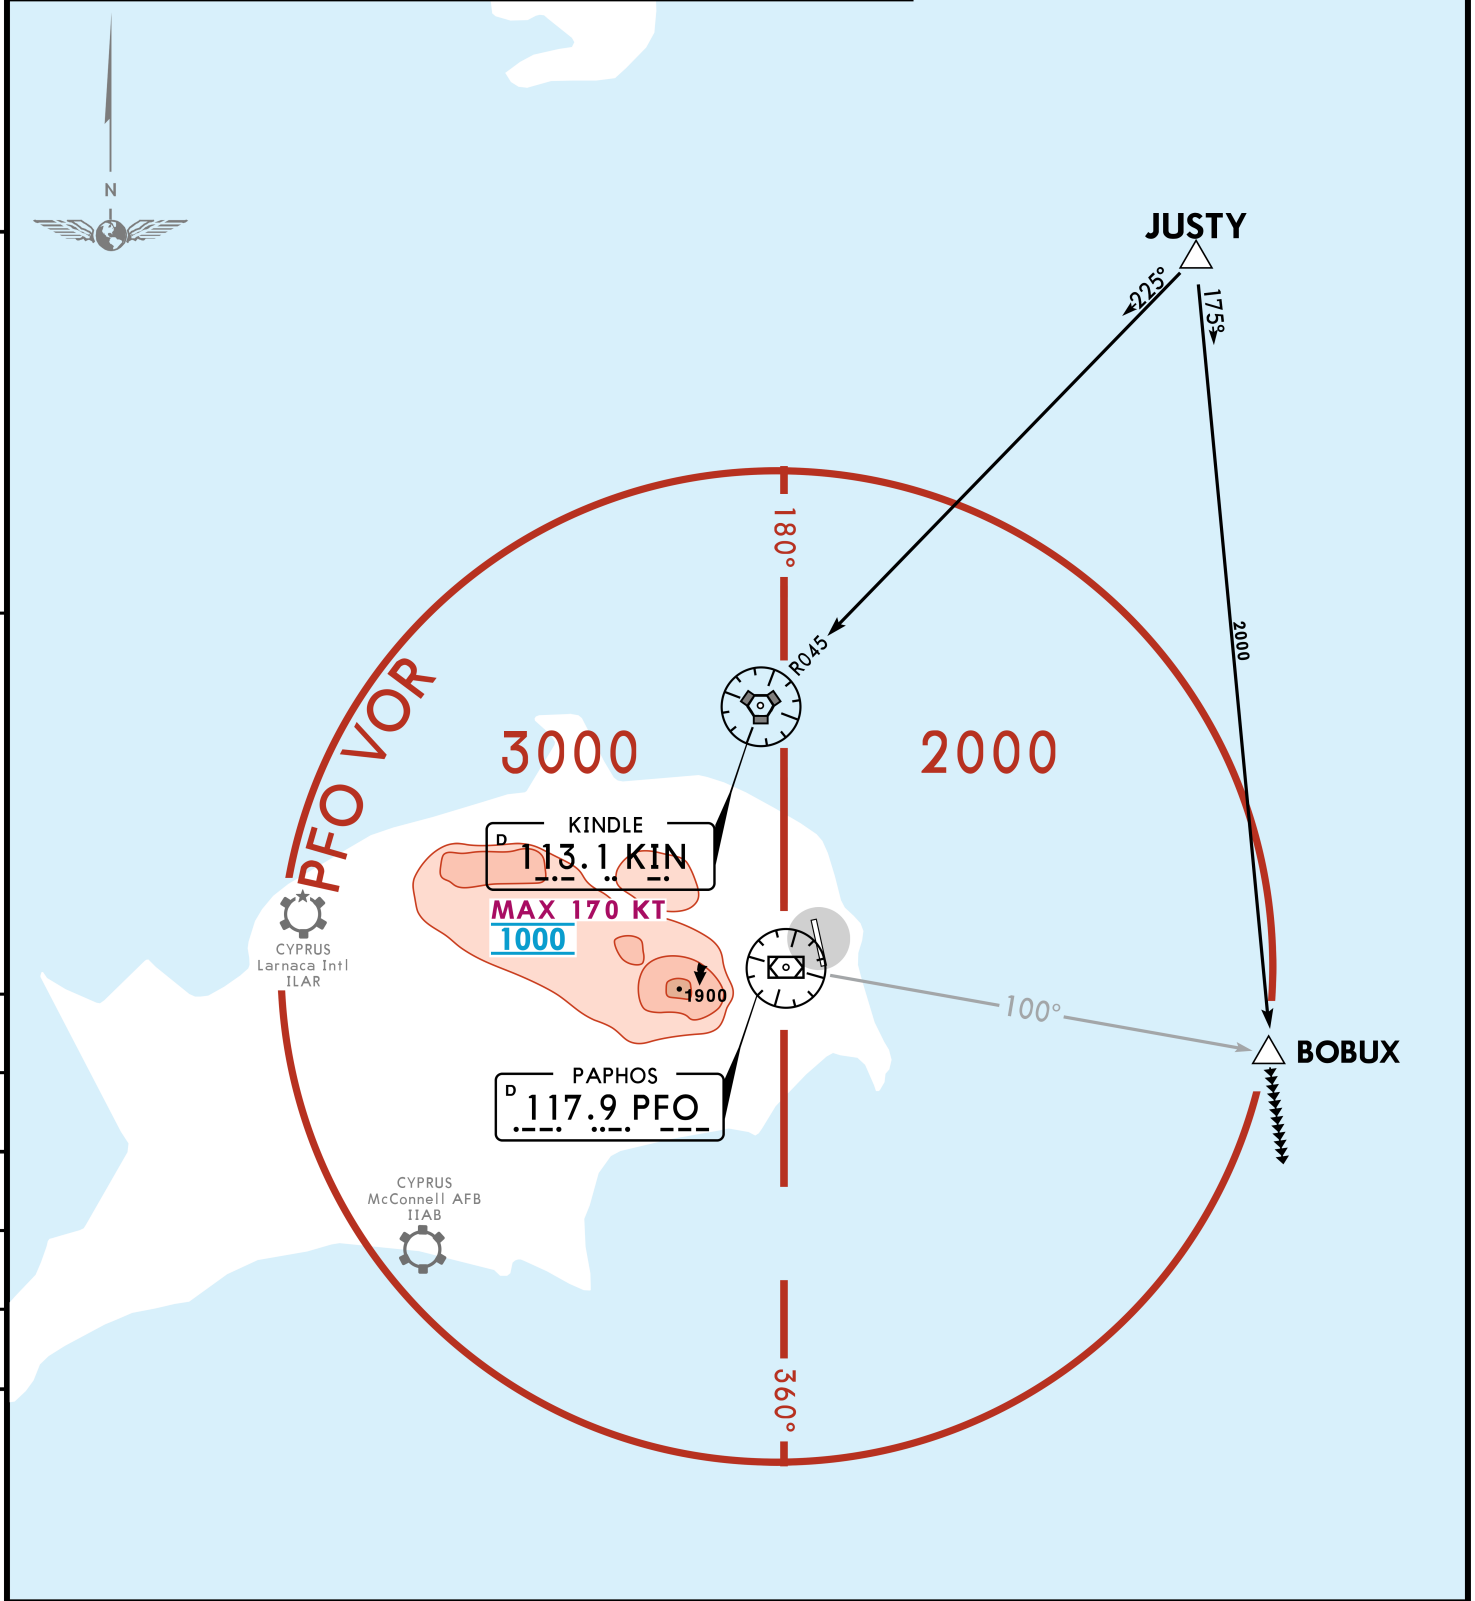 N
JUSTY
225°
175°
180°
2000
R045
PFO VOR
3000
2000
KINDLE
D
113.1 KIN
MAX 170 KT
1000
CYPRUS
Larnaca Intl
ILAR
1900
100°
BOBUX
PAPHOS
D
117.9 PFO
CYPRUS
McConnell AFB
IIAB
360°